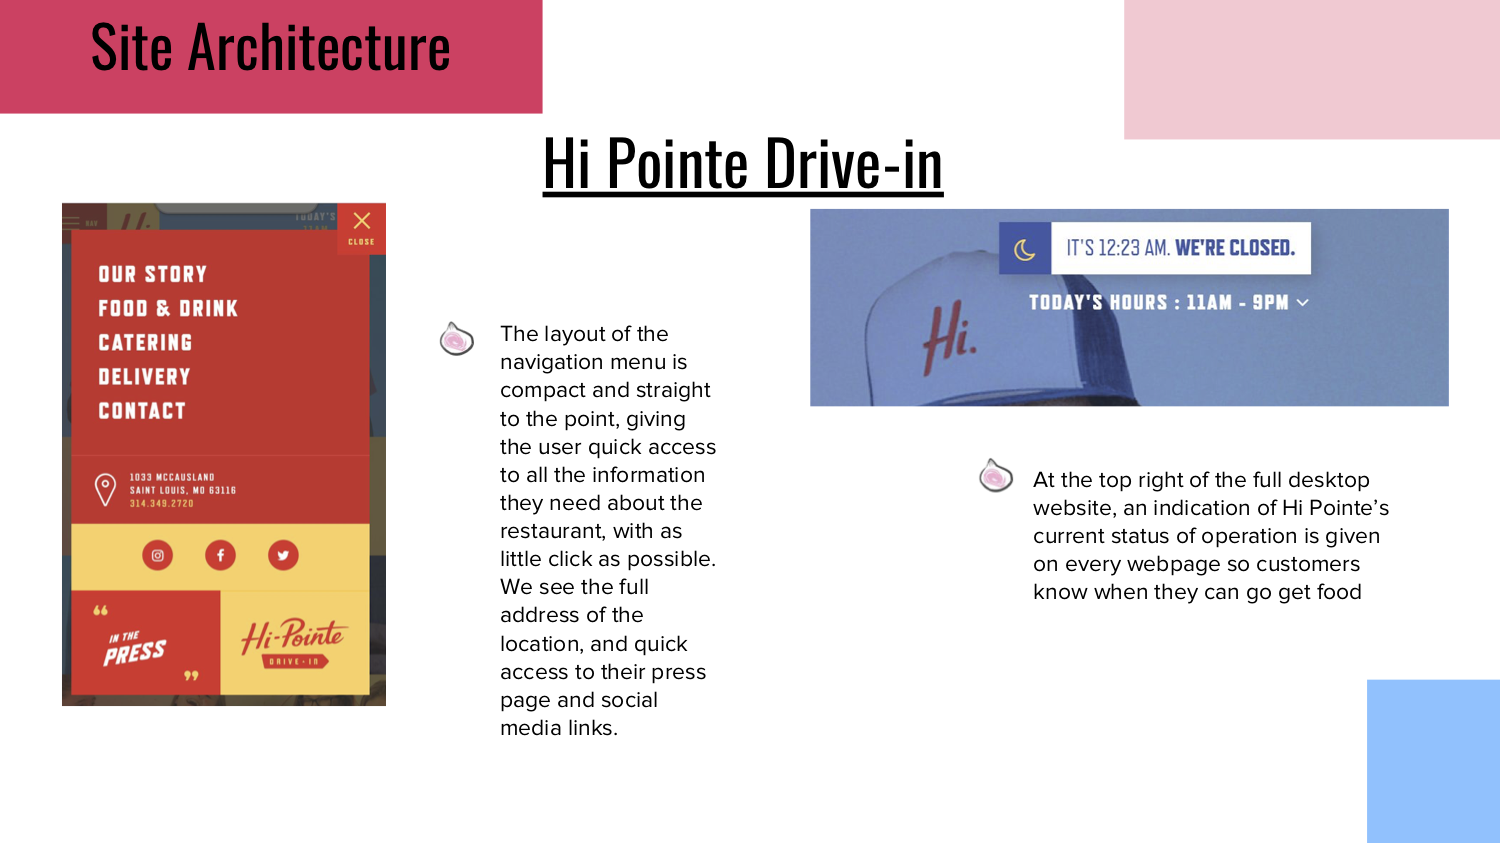 Site Architecture
Hi Pointe Drive-in
TODAY'S
NAV
CLOSE
OUR STORY
FOOD & DRINK
CATERING
DELIVERY
CONTACT
1033 MCCAUSLAND
SAINT LOUIS, MO 63116
314.349.2720
“
IN THE
PRESS
”
Hi-Pointe
DRIVE-IN
The layout of the
navigation menu is
compact and straight
to the point, giving
the user quick access
to all the information
they need about the
restaurant, with as
little click as possible.
We see the full
address of the
location, and quick
access to their press
page and social
media links.
IT'S 12:23 AM. WE'RE CLOSED.
TODAY'S HOURS : 11AM - 9PM
Hi.
At the top right of the full desktop
website, an indication of Hi Pointe’s
current status of operation is given
on every webpage so customers
know when they can go get food